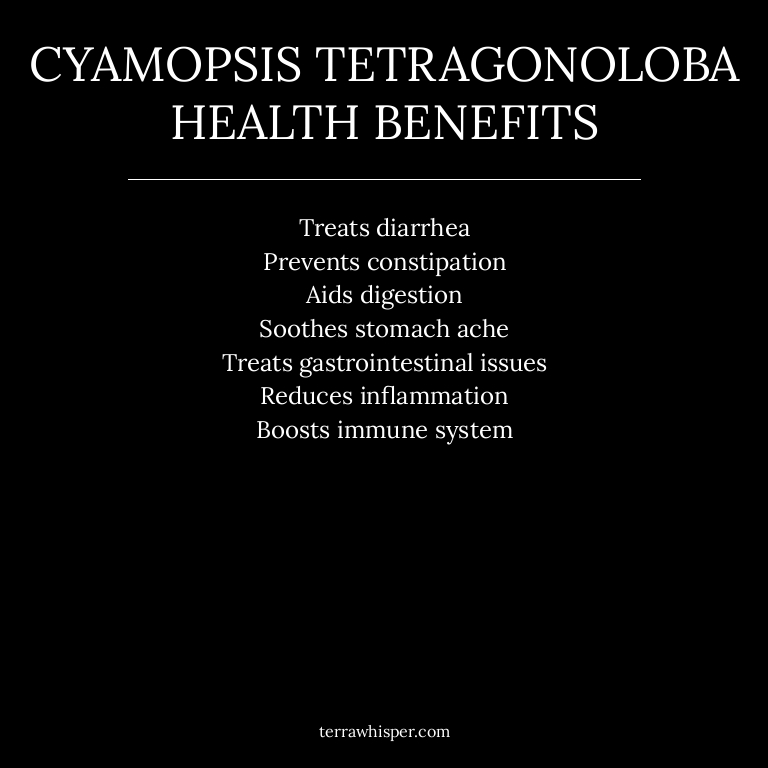 CYAMOPSIS TETRAGONOLOBA
HEALTH BENEFITS
Treats diarrhea
Prevents constipation
Aids digestion
Soothes stomach ache
Treats gastrointestinal issues
Reduces inflammation
Boosts immune system
terrawhisper.com